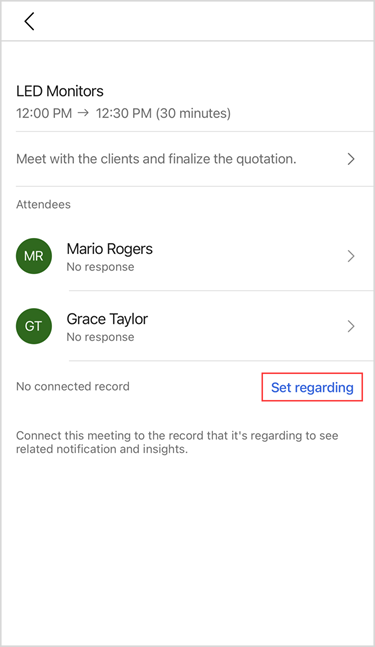 LED Monitors
12:00 PM → 12:30 PM (30 minutes)
Meet with the clients and finalize the quotation.
Attendees
MR
Mario Rogers
No response
GT
Grace Taylor
No response
No connected record
Set regarding
Connect this meeting to the record that it's regarding to see
related notification and insights.